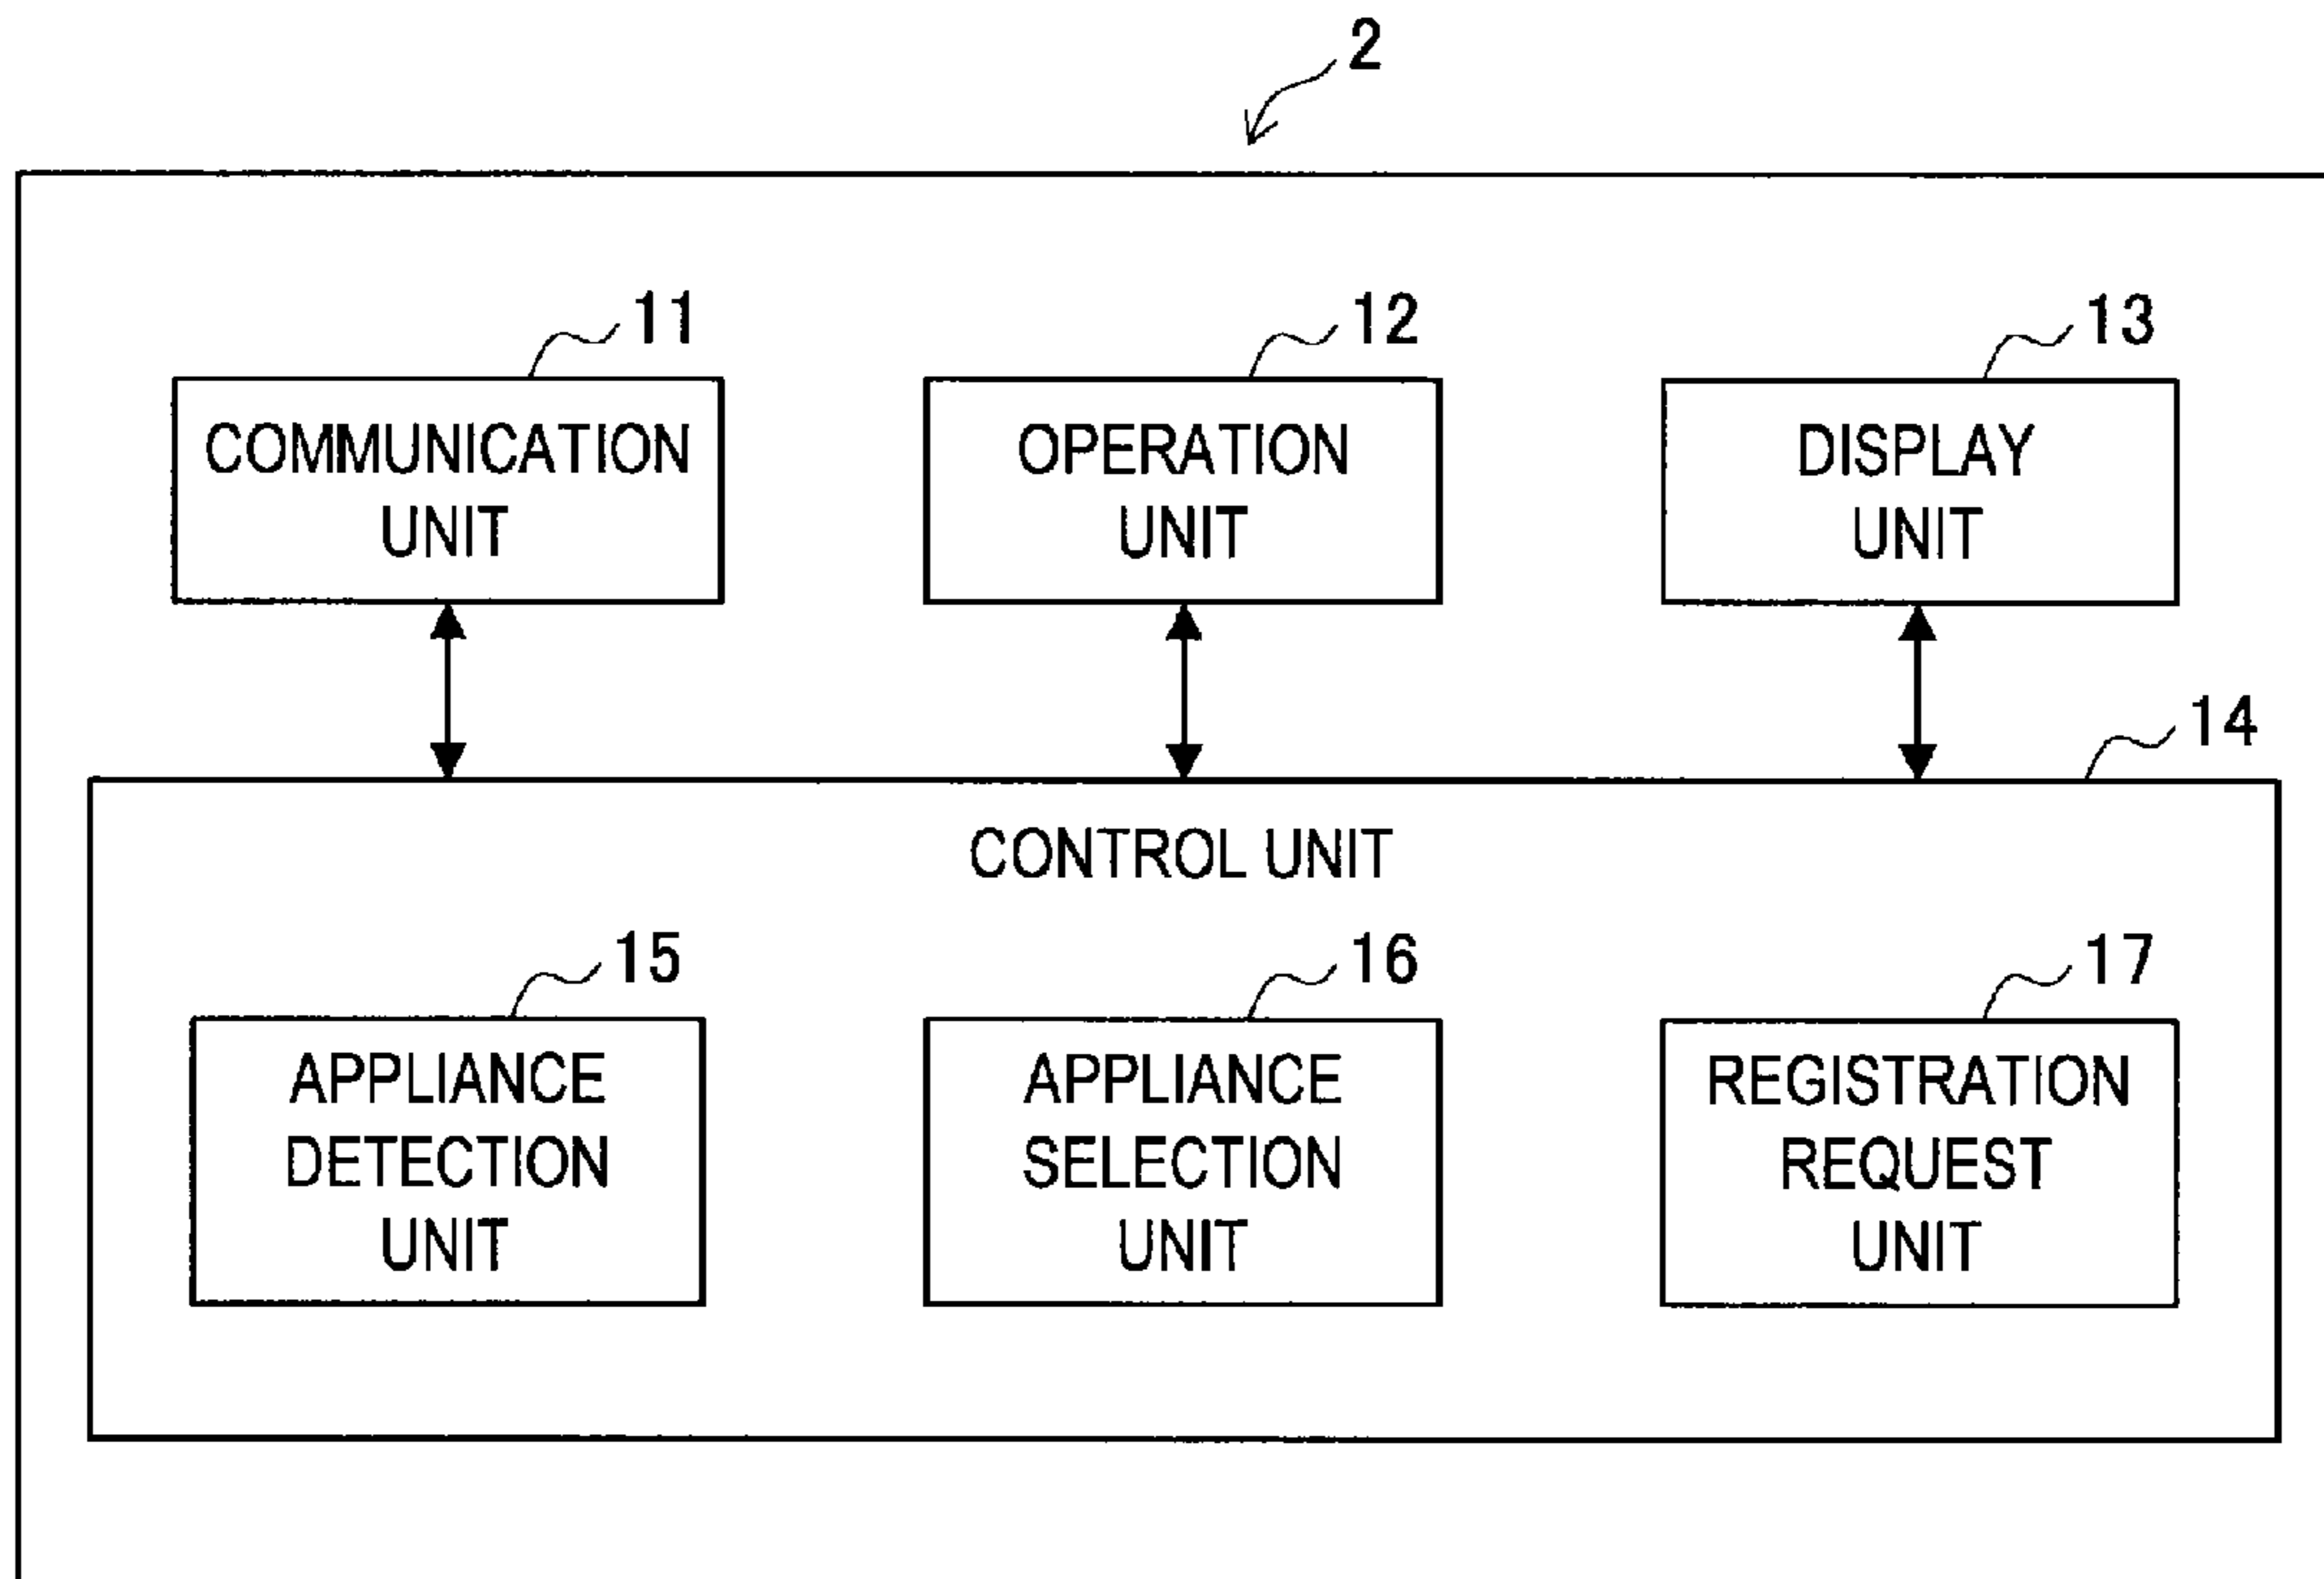 2
11
12
13
COMMUNICATION
UNIT
OPERATION
UNIT
DISPLAY
UNIT
14
CONTROL UNIT
15
16
17
APPLIANCE
DETECTION
UNIT
APPLIANCE
SELECTION
UNIT
REGISTRATION
REQUEST
UNIT